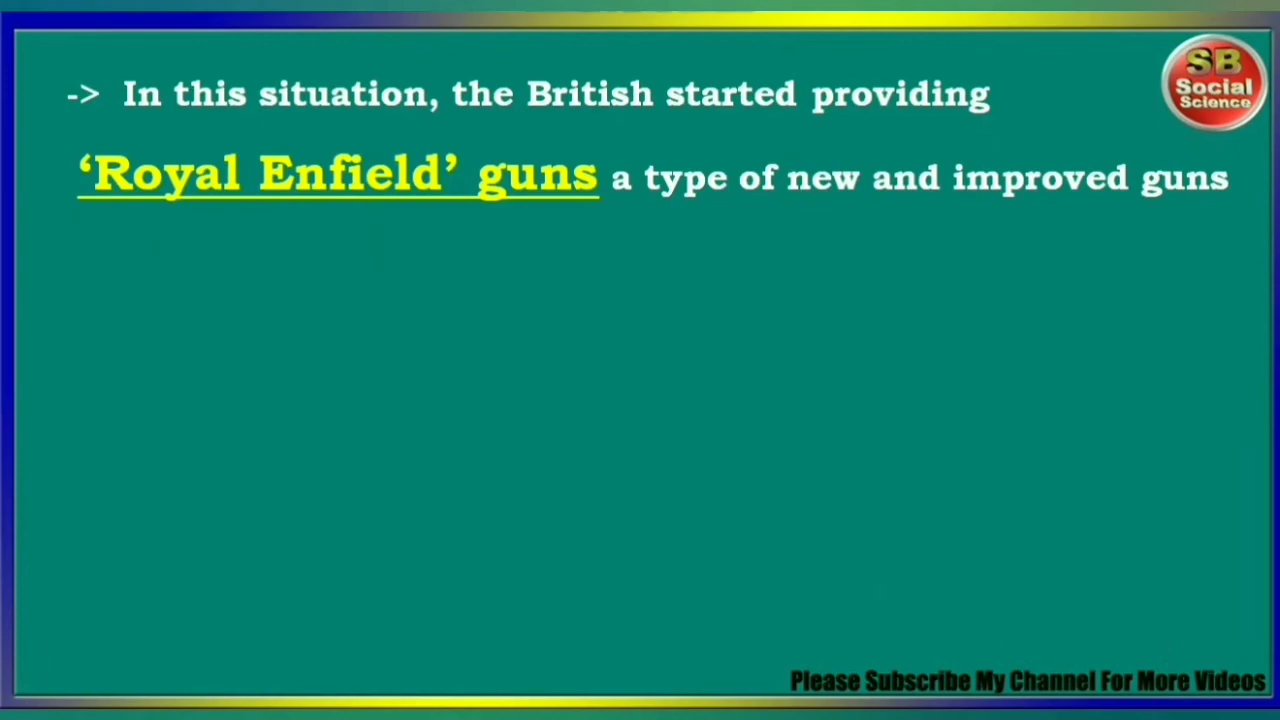 SB
Social
Science
-> In this situation, the British started providing
‘Royal Enfield’ guns a type of new and improved guns
Please Subscribe My Channel For More Videos